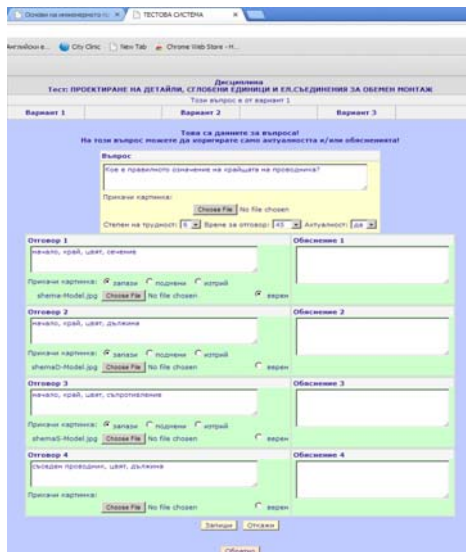 Основи на инженерното пс
ТЕСТОВА СИСТЕМА
Английски е...
City Clinic
New Tab
Chrome Web Store - H...
Дисциплина
Тест: ПРОЕКТИРАНЕ НА ДЕТАЙЛИ, СГЛОБЕНИ ЕДИНИЦИ И ЕЛ.СЪЕДИНЕНИЯ ЗА ОБЕМЕН МОНТАЖ
Този въпрос е от вариант 1
Вариант 1 Вариант 2 Вариант 3
Това са данните за въпроса!
На този въпрос можете да коригирате само актуалността и/или обясненията!
Въпрос
Кое е правилното означение на крайщата на проводника?
Прикачи картинка:
Choose File No file chosen
Степен на трудност: 6 Време за отговор: 45 Актуалност: да
Отговор 1 Обяснение 1
начало, край, цвят, сечение
Прикачи картинка: запази подмени изтрий
shema-Model.jpg Choose File No file chosen верен
Отговор 2 Обяснение 2
начало, край, цвят, дължина
Прикачи картинка: запази подмени изтрий
shemaD-Model.jpg Choose File No file chosen верен
Отговор 3 Обяснение 3
начало, край, цвят, съпротивление
Прикачи картинка: запази подмени изтрий
shemaS-Model.jpg Choose File No file chosen верен
Отговор 4 Обяснение 4
съседен проводник, цвят, дължина
Прикачи картинка:
Choose File No file chosen верен
Запиши Откажи
Обратно